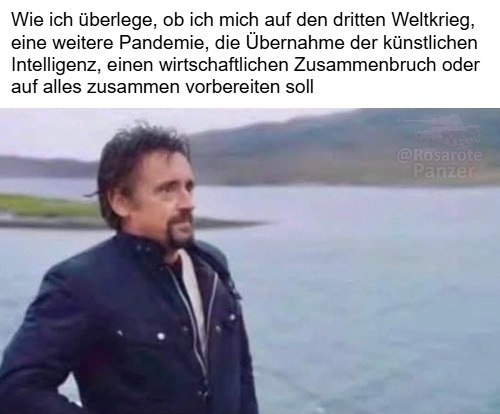 Wie ich überlege, ob ich mich auf den dritten Weltkrieg,
eine weitere Pandemie, die Übernahme der künstlichen
Intelligenz, einen wirtschaftlichen Zusammenbruch oder
auf alles zusammen vorbereiten soll
@Rosarote
Panzer